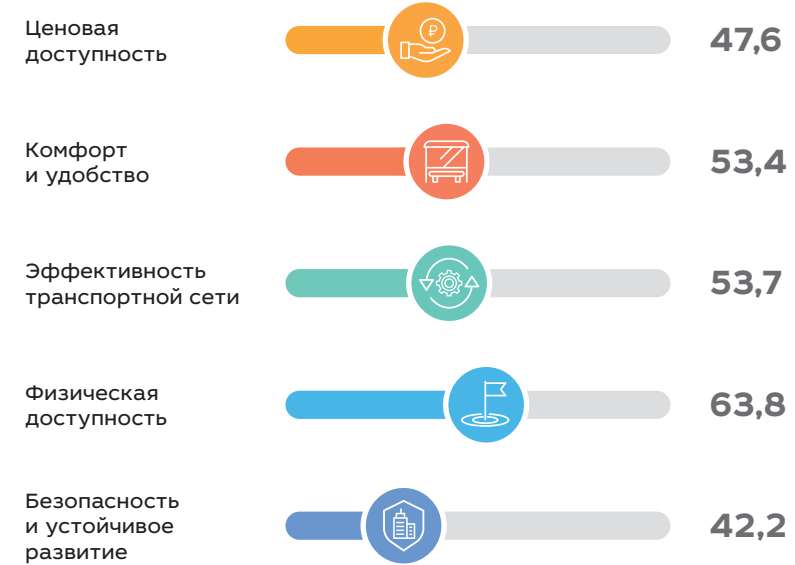 Ценовая
доступность
47,6
Комфорт
и удобство
53,4
Эффективность
транспортной сети
53,7
Физическая
доступность
63,8
Безопасность
и устойчивое
развитие
42,2